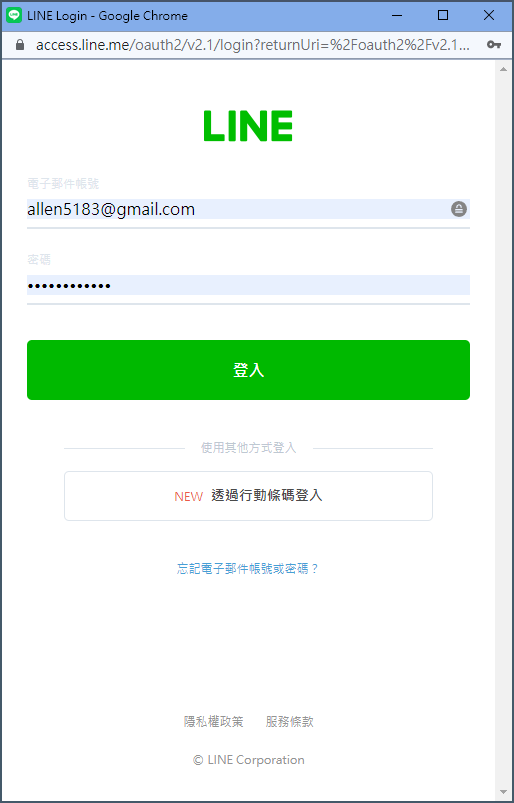 LINE Login - Google Chrome
access.line.me/oauth2/v2.1/login?returnUri=%2Foauth2%2Fv2.1...
LINE
電子郵件帳號
allen5183@gmail.com
密碼
••••••••••••
登入
使用其他方式登入
NEW 透過行動條碼登入
忘記電子郵件帳號或密碼？
隱私權政策 服務條款
© LINE Corporation